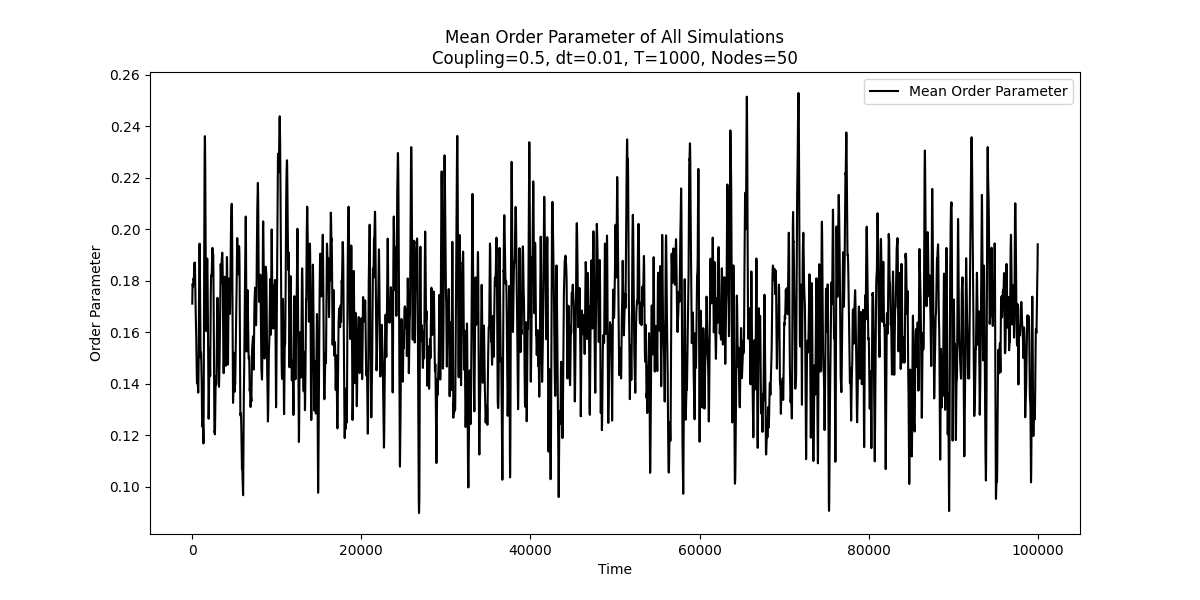 Mean Order Parameter of All Simulations
Coupling=0.5, dt=0.01, T=1000, Nodes=50
Mean Order Parameter
0.26
0.24
0.22
0.20
0.18
0.16
0.14
0.12
0.10
Order Parameter
0 20000 40000 60000 80000 100000
Time